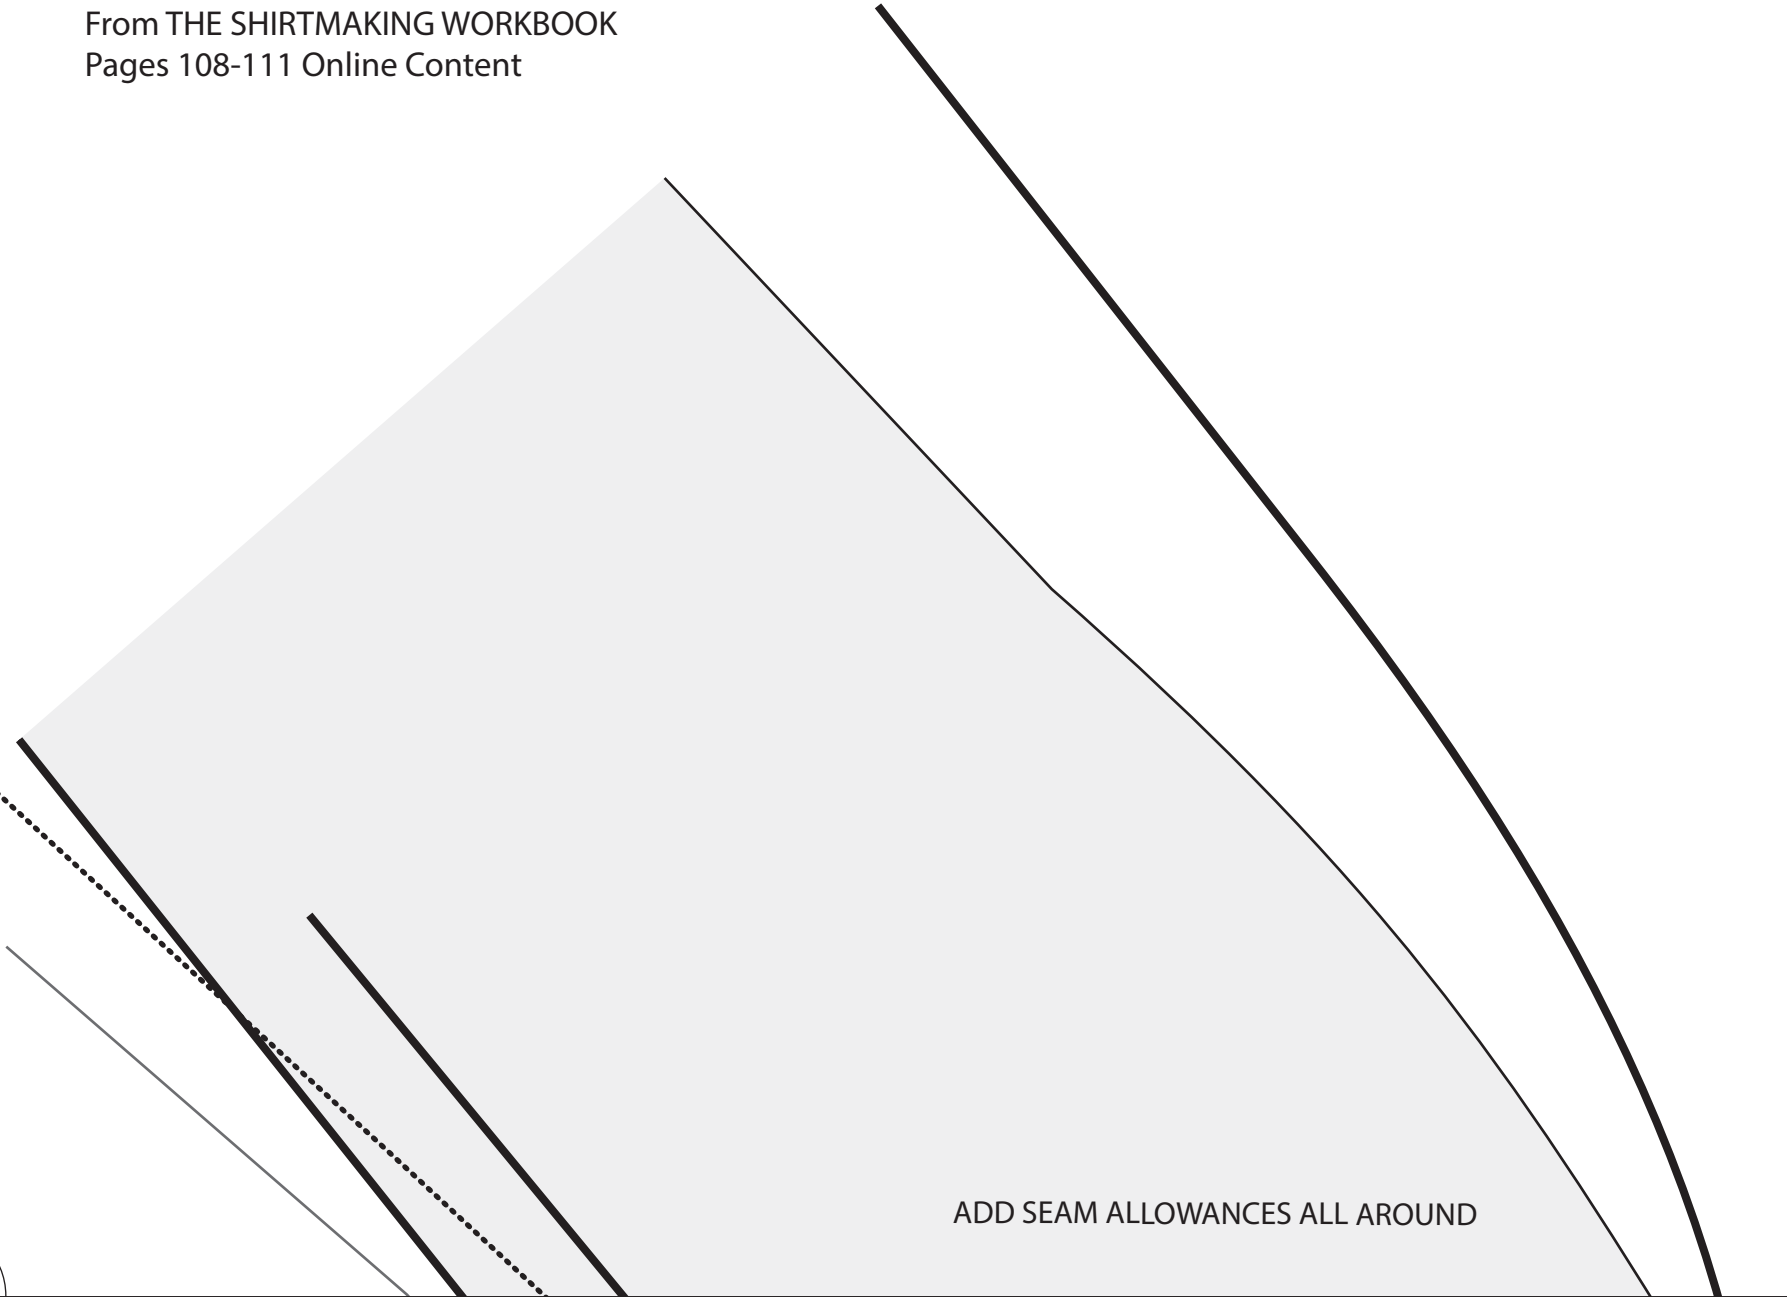 From THE SHIRTMAKING WORKBOOK
Pages 108-111 Online Content
ADD SEAM ALLOWANCES ALL AROUND